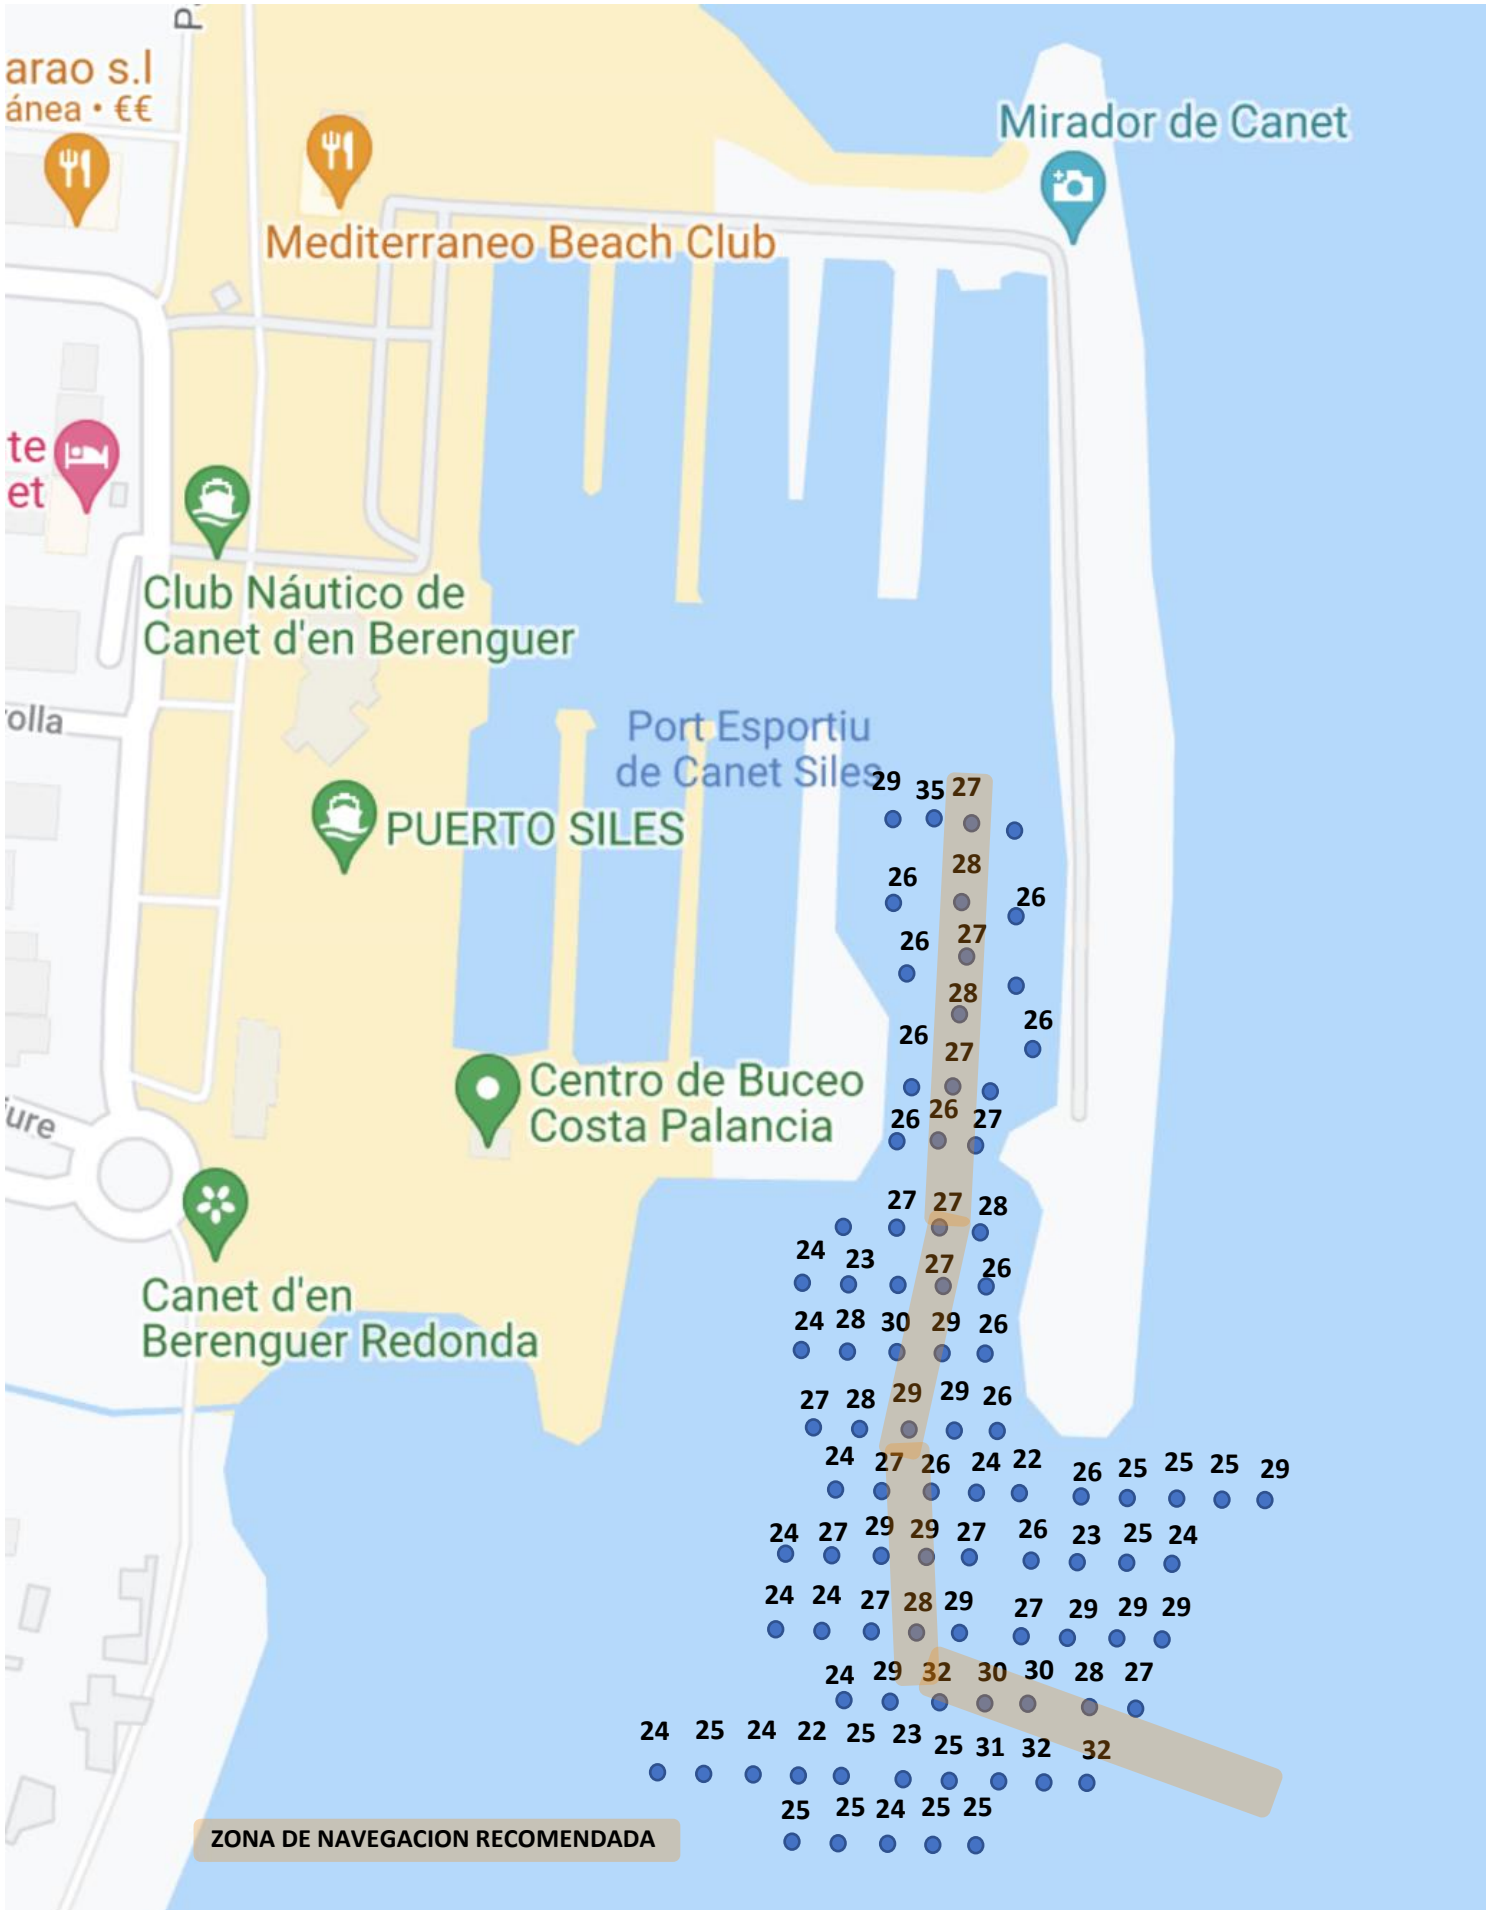 P
arao s.l
ánea • €€
Mirador de Canet
Mediterraneo Beach Club
te
et
Club Náutico de
Canet d'en Berenguer
olla
Port Esportiu
de Canet Siles
PUERTO SILES
29 35 27
28
26
26
26 27
28
26
26
27
26 26 27
27 27 28
24 23 27 26
Centro de Buceo
Costa Palancia
iure
Canet d'en
Berenguer Redonda
24 28 30 29 26
27 28 29 29 26
24 27 26 24 22 26 25 25 25 29
24 27 29 29 27 26 23 25 24
24 24 27 28 29 27 29 29 29
24 29 32 30 30 28 27
24 25 24 22 25 23 25 31 32 32
25 25 24 25 25
ZONA DE NAVEGACION RECOMENDADA